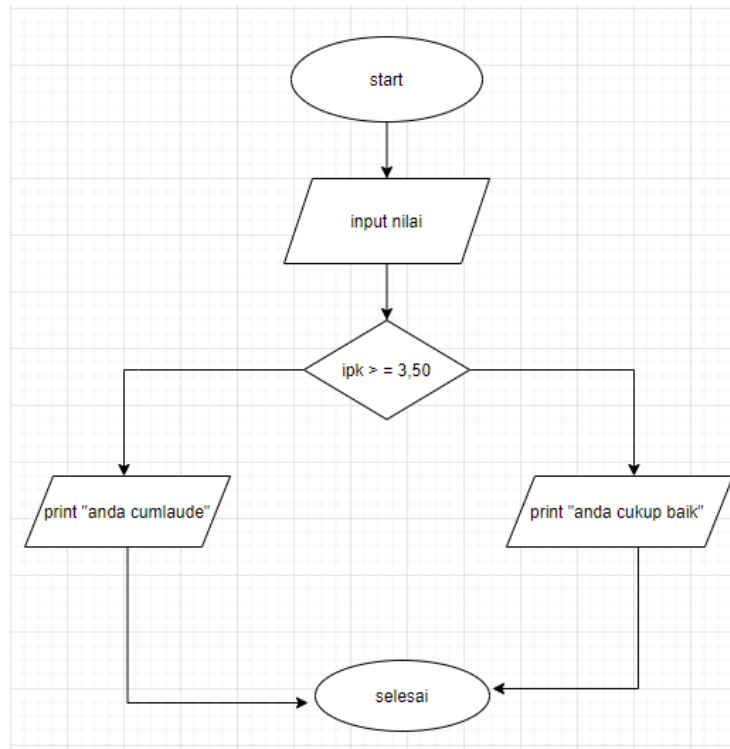 start
input nilai
ipk > = 3,50
print "anda cumlaude"
print "anda cukup baik"
selesai